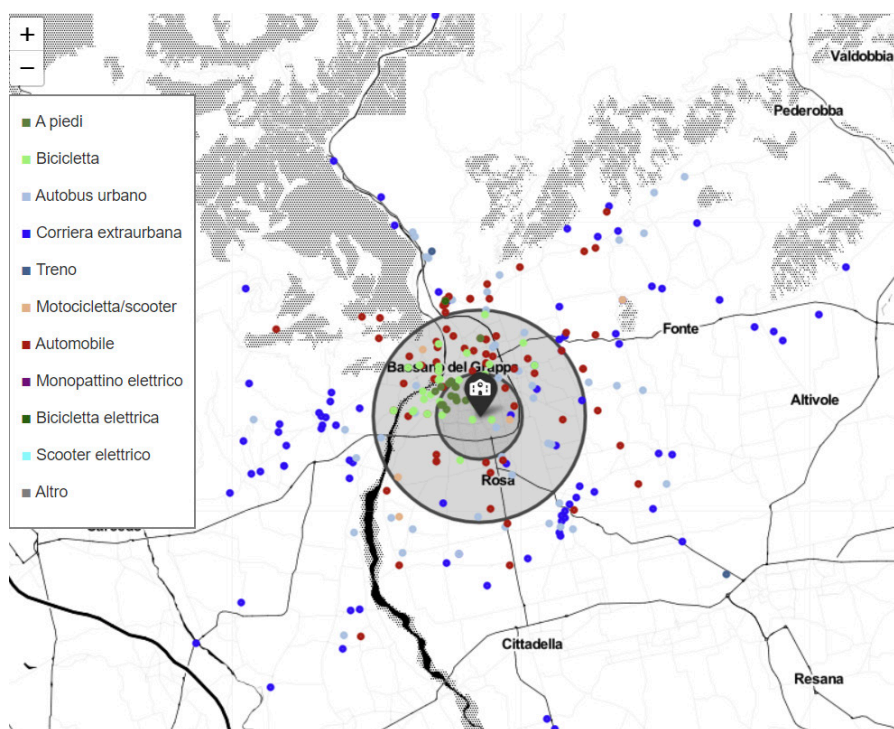 +
−
A piedi
Bicicletta
Autobus urbano
Corriera extraurbana
Treno
Motocicletta/scooter
Automobile
Monopattino elettrico
Bicicletta elettrica
Scooter elettrico
Altro
Valdobbia
Pederobba
Fonte
Bassano del Grappa
Altivole
Rosà
Cittadella
Resana